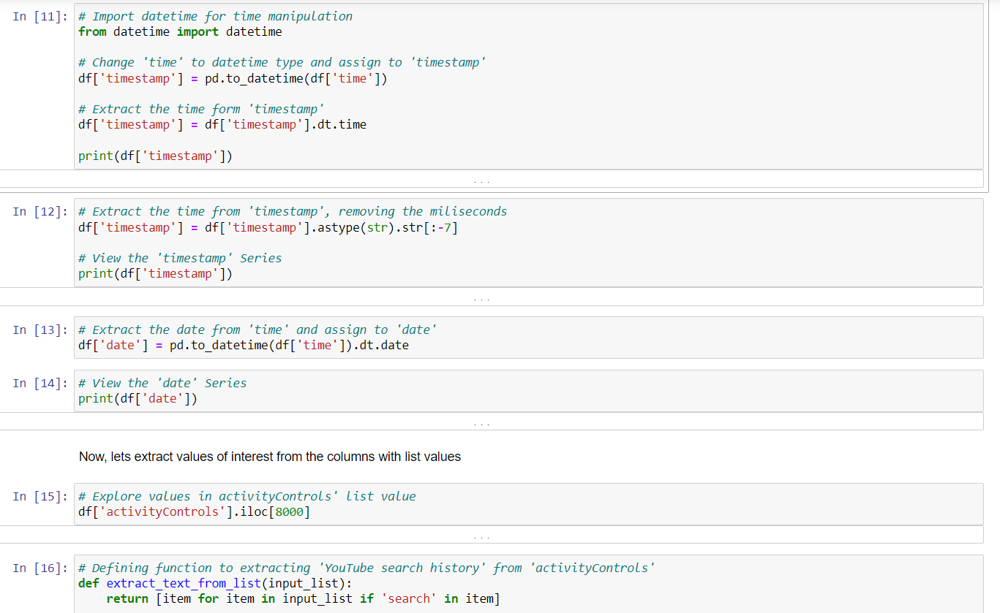 In [11]: # Import datetime for time manipulation
from datetime import datetime
# Change 'time' to datetime type and assign to 'timestamp'
df['timestamp'] = pd.to_datetime(df['time'])
# Extract the time form 'timestamp'
df['timestamp'] = df['timestamp'].dt.time
print(df['timestamp'])
...
In [12]: # Extract the time from 'timestamp', removing the miliseconds
df['timestamp'] = df['timestamp'].astype(str).str[:-7]
# View the 'timestamp' Series
print(df['timestamp'])
...
In [13]: # Extract the date from 'time' and assign to 'date'
df['date'] = pd.to_datetime(df['time']).dt.date
In [14]: # View the 'date' Series
print(df['date'])
...
Now, lets extract values of interest from the columns with list values
In [15]: # Explore values in activityControls' list value
df['activityControls'].iloc[8000]
...
In [16]: # Defining function to extracting 'YouTube search history' from 'activityControls'
def extract_text_from_list(input_list):
    return [item for item in input_list if 'search' in item]